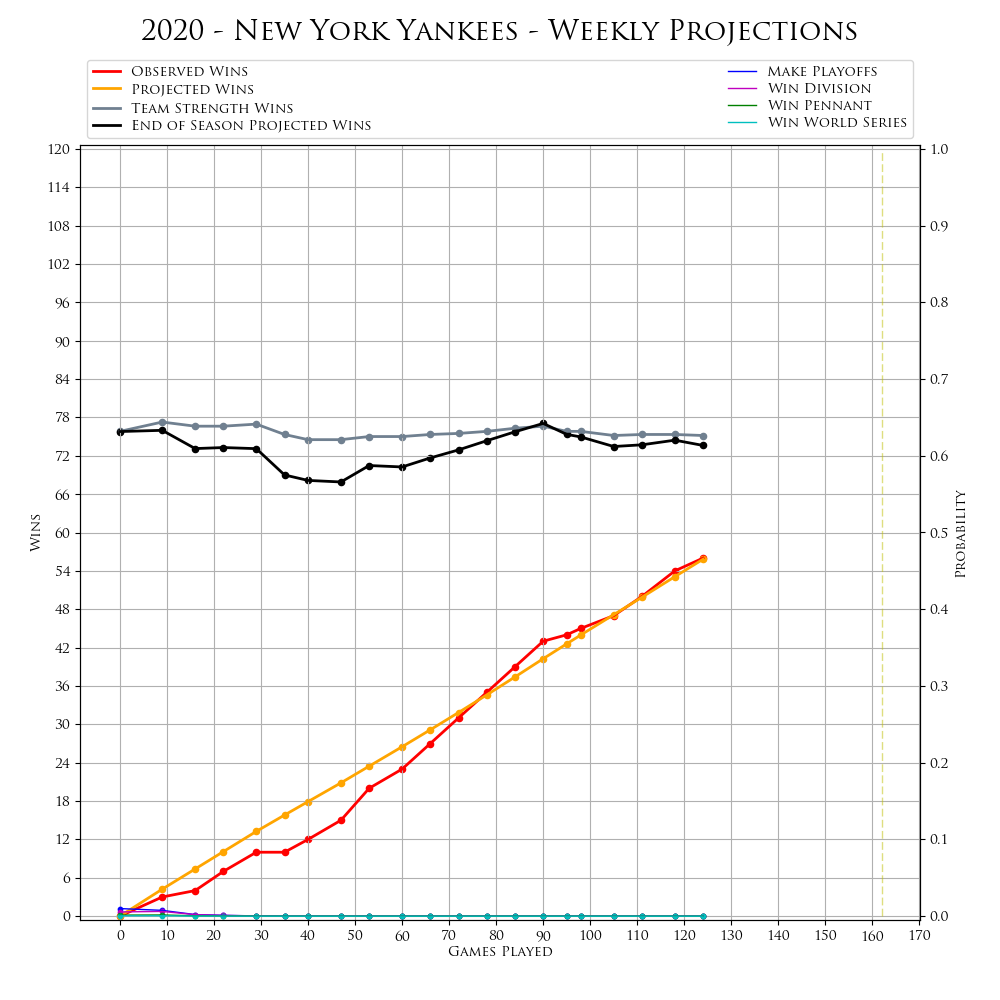 2020 - New York Yankees - Weekly Projections
Observed Wins
Projected Wins
Team Strength Wins
End of Season Projected Wins
Make Playoffs
Win Division
Win Pennant
Win World Series
120
114
108
102
96
90
84
78
72
66
60
54
48
42
36
30
24
18
12
6
0
Wins
1.0
0.9
0.8
0.7
0.6
0.5
0.4
0.3
0.2
0.1
0.0
Probability
0 10 20 30 40 50 60 70 80 90 100 110 120 130 140 150 160 170
Games Played